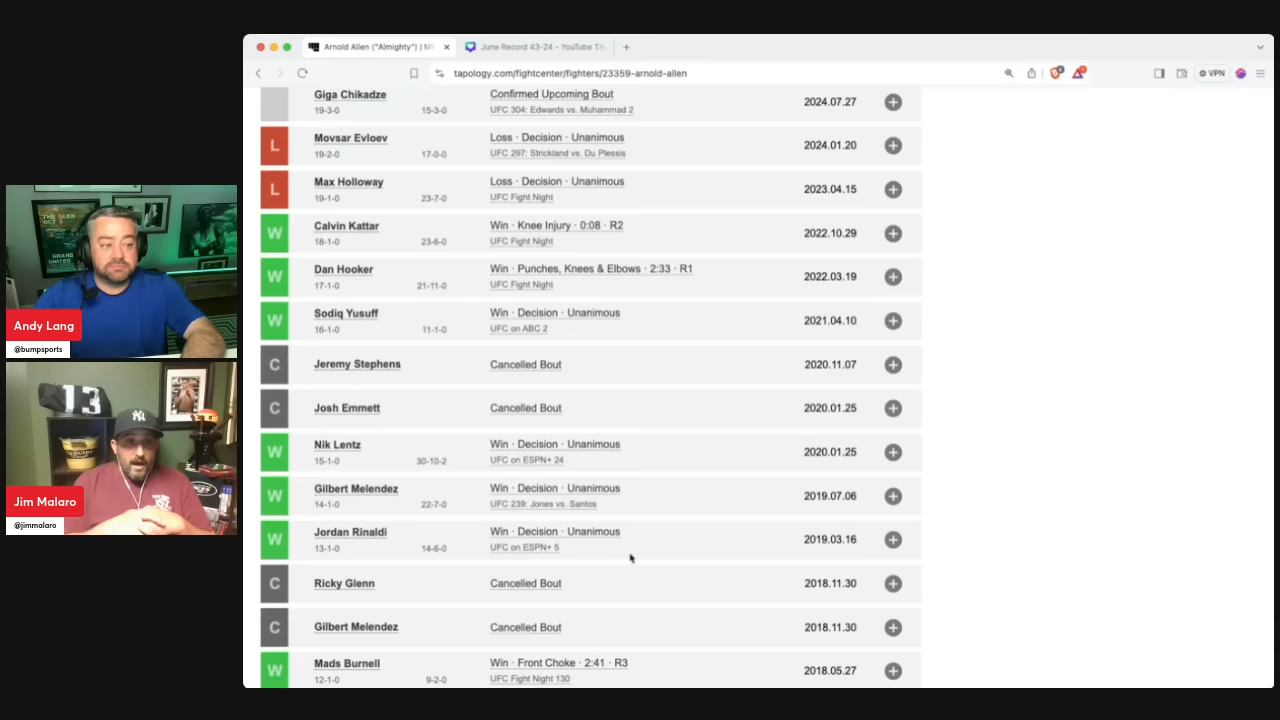 Arnold Allen ("Almighty") | M
June Record 43-24 - YouTube Th
tapology.com/fightcenter/fighters/23359-arnold-allen
VPN
Giga Chikadze
Confirmed Upcoming Bout
2024.07.27
19-3-0
15-3-0
UFC 304: Edwards vs. Muhammad 2
L
Movsar Evloev
Loss · Decision · Unanimous
2024.01.20
19-2-0
17-0-0
UFC 297: Strickland vs. Du Plessis
L
Max Holloway
Loss · Decision · Unanimous
2023.04.15
19-1-0
23-7-0
UFC Fight Night
W
Calvin Kattar
Win · Knee Injury · 0:08 · R2
2022.10.29
18-1-0
23-6-0
UFC Fight Night
W
Dan Hooker
Win · Punches, Knees & Elbows · 2:33 · R1
2022.03.19
17-1-0
21-11-0
UFC Fight Night
W
Sodiq Yusuff
Win · Decision · Unanimous
2021.04.10
16-1-0
11-1-0
UFC on ABC 2
C
Jeremy Stephens
Cancelled Bout
2020.11.07
C
Josh Emmett
Cancelled Bout
2020.01.25
W
Nik Lentz
Win · Decision · Unanimous
2020.01.25
15-1-0
30-10-2
UFC on ESPN+ 24
W
Gilbert Melendez
Win · Decision · Unanimous
2019.07.06
14-1-0
22-7-0
UFC 239: Jones vs. Santos
W
Jordan Rinaldi
Win · Decision · Unanimous
2019.03.16
13-1-0
14-6-0
UFC on ESPN+ 5
C
Ricky Glenn
Cancelled Bout
2018.11.30
C
Gilbert Melendez
Cancelled Bout
2018.11.30
W
Mads Burnell
Win · Front Choke · 2:41 · R3
2018.05.27
12-1-0
9-2-0
UFC Fight Night 130
THE GLEN
OCT 3
GRAND
UNITED
Andy Lang
@bumpsports
13
NY
GENUINE
JETS
Jim Malaro
@jimmalaro